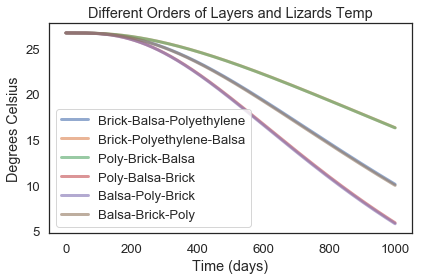 Different Orders of Layers and Lizards Temp
Degrees Celsius
25
20
15
10
5
Brick-Balsa-Polyethylene
Brick-Polyethylene-Balsa
Poly-Brick-Balsa
Poly-Balsa-Brick
Balsa-Poly-Brick
Balsa-Brick-Poly
0
200
400
600
800
1000
Time (days)